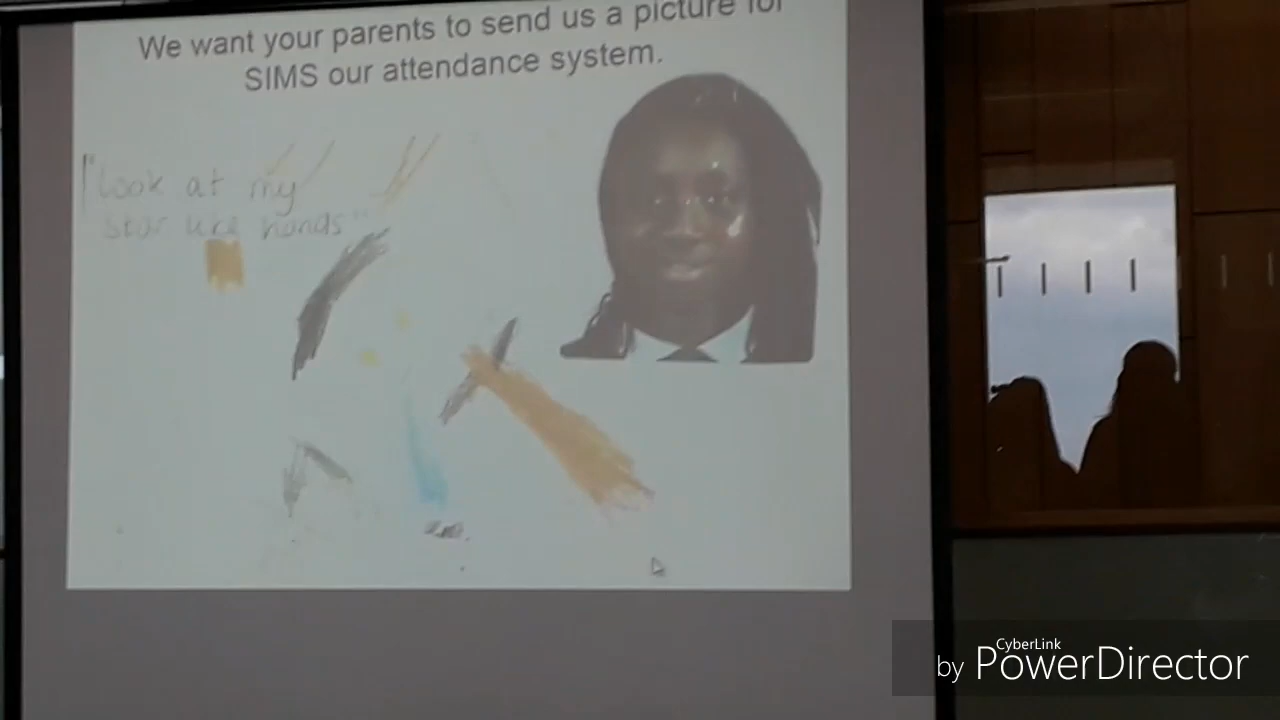 We want your parents to send us a picture for
SIMS our attendance system.
"look at my
star like hands"
CyberLink
by PowerDirector